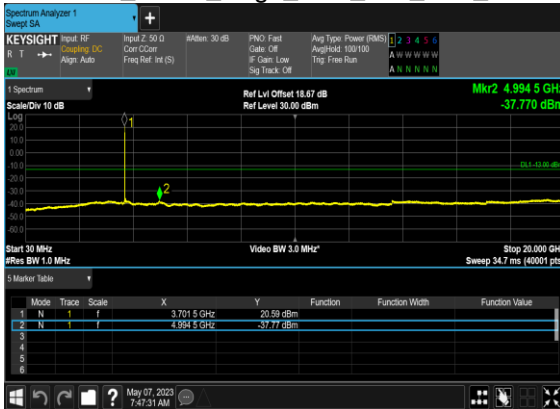 Spectrum Analyzer 1
Swept SA
KEYSIGHT
R T
LXI
Input: RF
Coupling: DC
Align: Auto
Input Z: 50 Ω
Corr CCorr
Freq Ref: Int (S)
#Atten: 30 dB
PNO: Fast
Gate: Off
IF Gain: Low
Sig Track: Off
Avg Type: Power (RMS)
Avg|Hold: 100/100
Trig: Free Run
1 2 3 4 5 6
A W W W W W
A N N N N N
1 Spectrum
Scale/Div 10 dB
Ref Lvl Offset 18.67 dB
Ref Level 30.00 dBm
Mkr2 4.994 5 GHz
-37.770 dBm
Log
20.0
10.0
0.00
-10.0
-20.0
-30.0
-40.0
-50.0
-60.0
1
2
DL1 -13.00 dBm
Start 30 MHz
#Res BW 1.0 MHz
Video BW 3.0 MHz*
Stop 20.000 GH
Sweep 34.7 ms (40001 pts
5 Marker Table
Mode Trace Scale X Y Function Function Width Function Value
1 N 1 f 3.701 5 GHz 20.59 dBm
2 N 1 f 4.994 5 GHz -37.77 dBm
3
4
5
6
May 07, 2023
7:47:31 AM